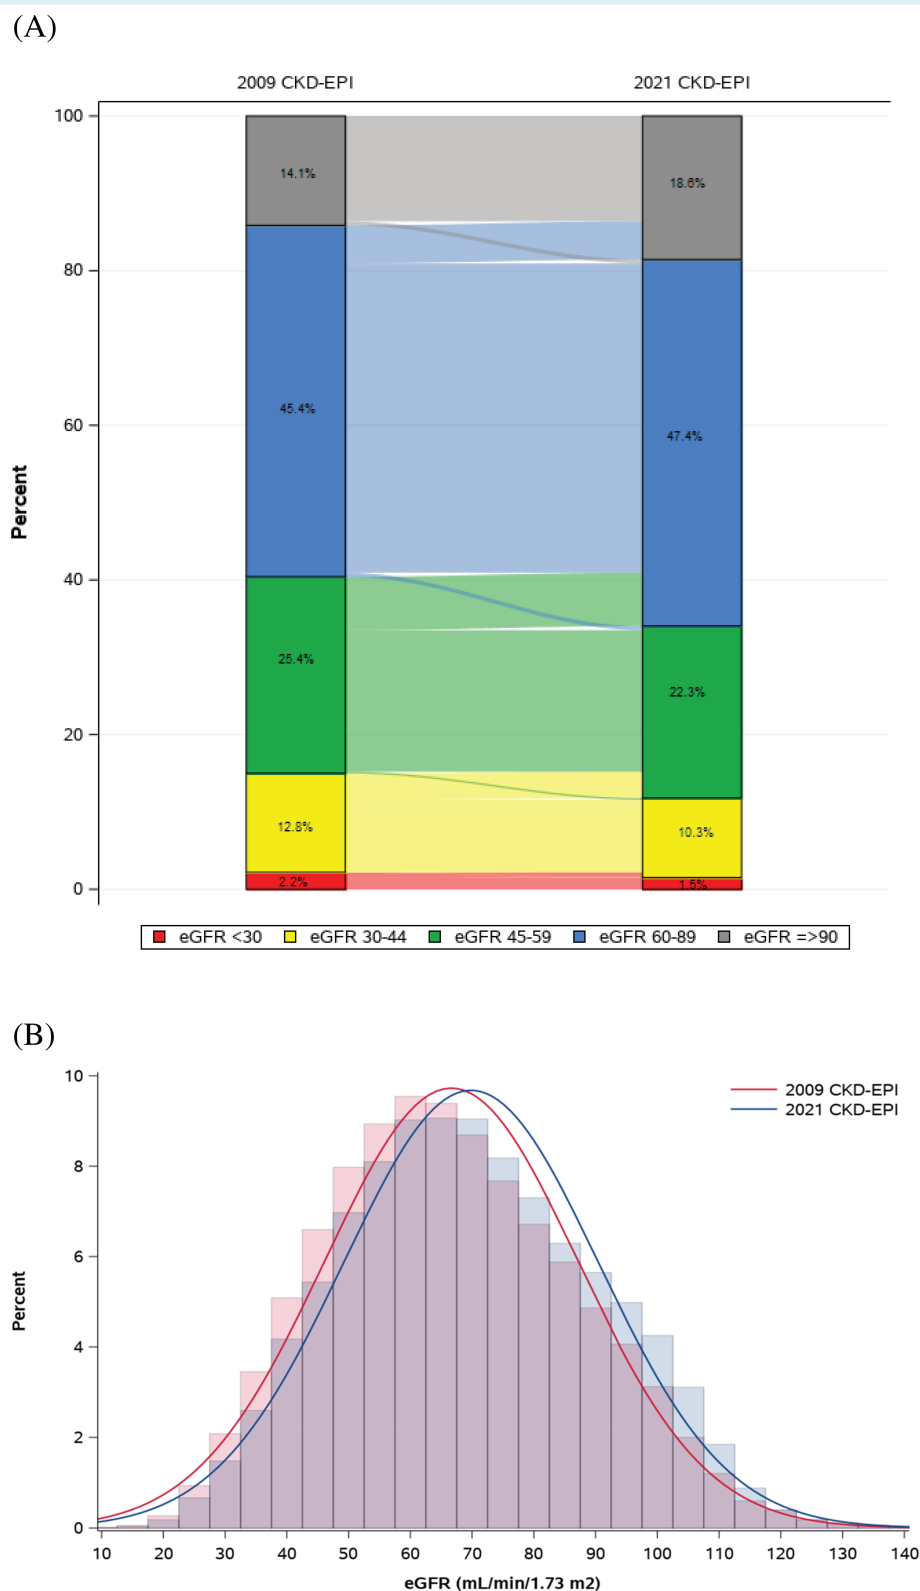 (A)
2009 CKD-EPI
2021 CKD-EPI
100
80
60
40
20
0
Percent
14.1%
45.4%
25.4%
12.8%
2.2%
18.6%
47.4%
22.3%
10.3%
1.5%
eGFR <30
eGFR 30-44
eGFR 45-59
eGFR 60-89
eGFR =>90
(B)
10
8
6
4
2
0
Percent
2009 CKD-EPI
2021 CKD-EPI
10 20 30 40 50 60 70 80 90 100 110 120 130 140
eGFR (mL/min/1.73 m2)